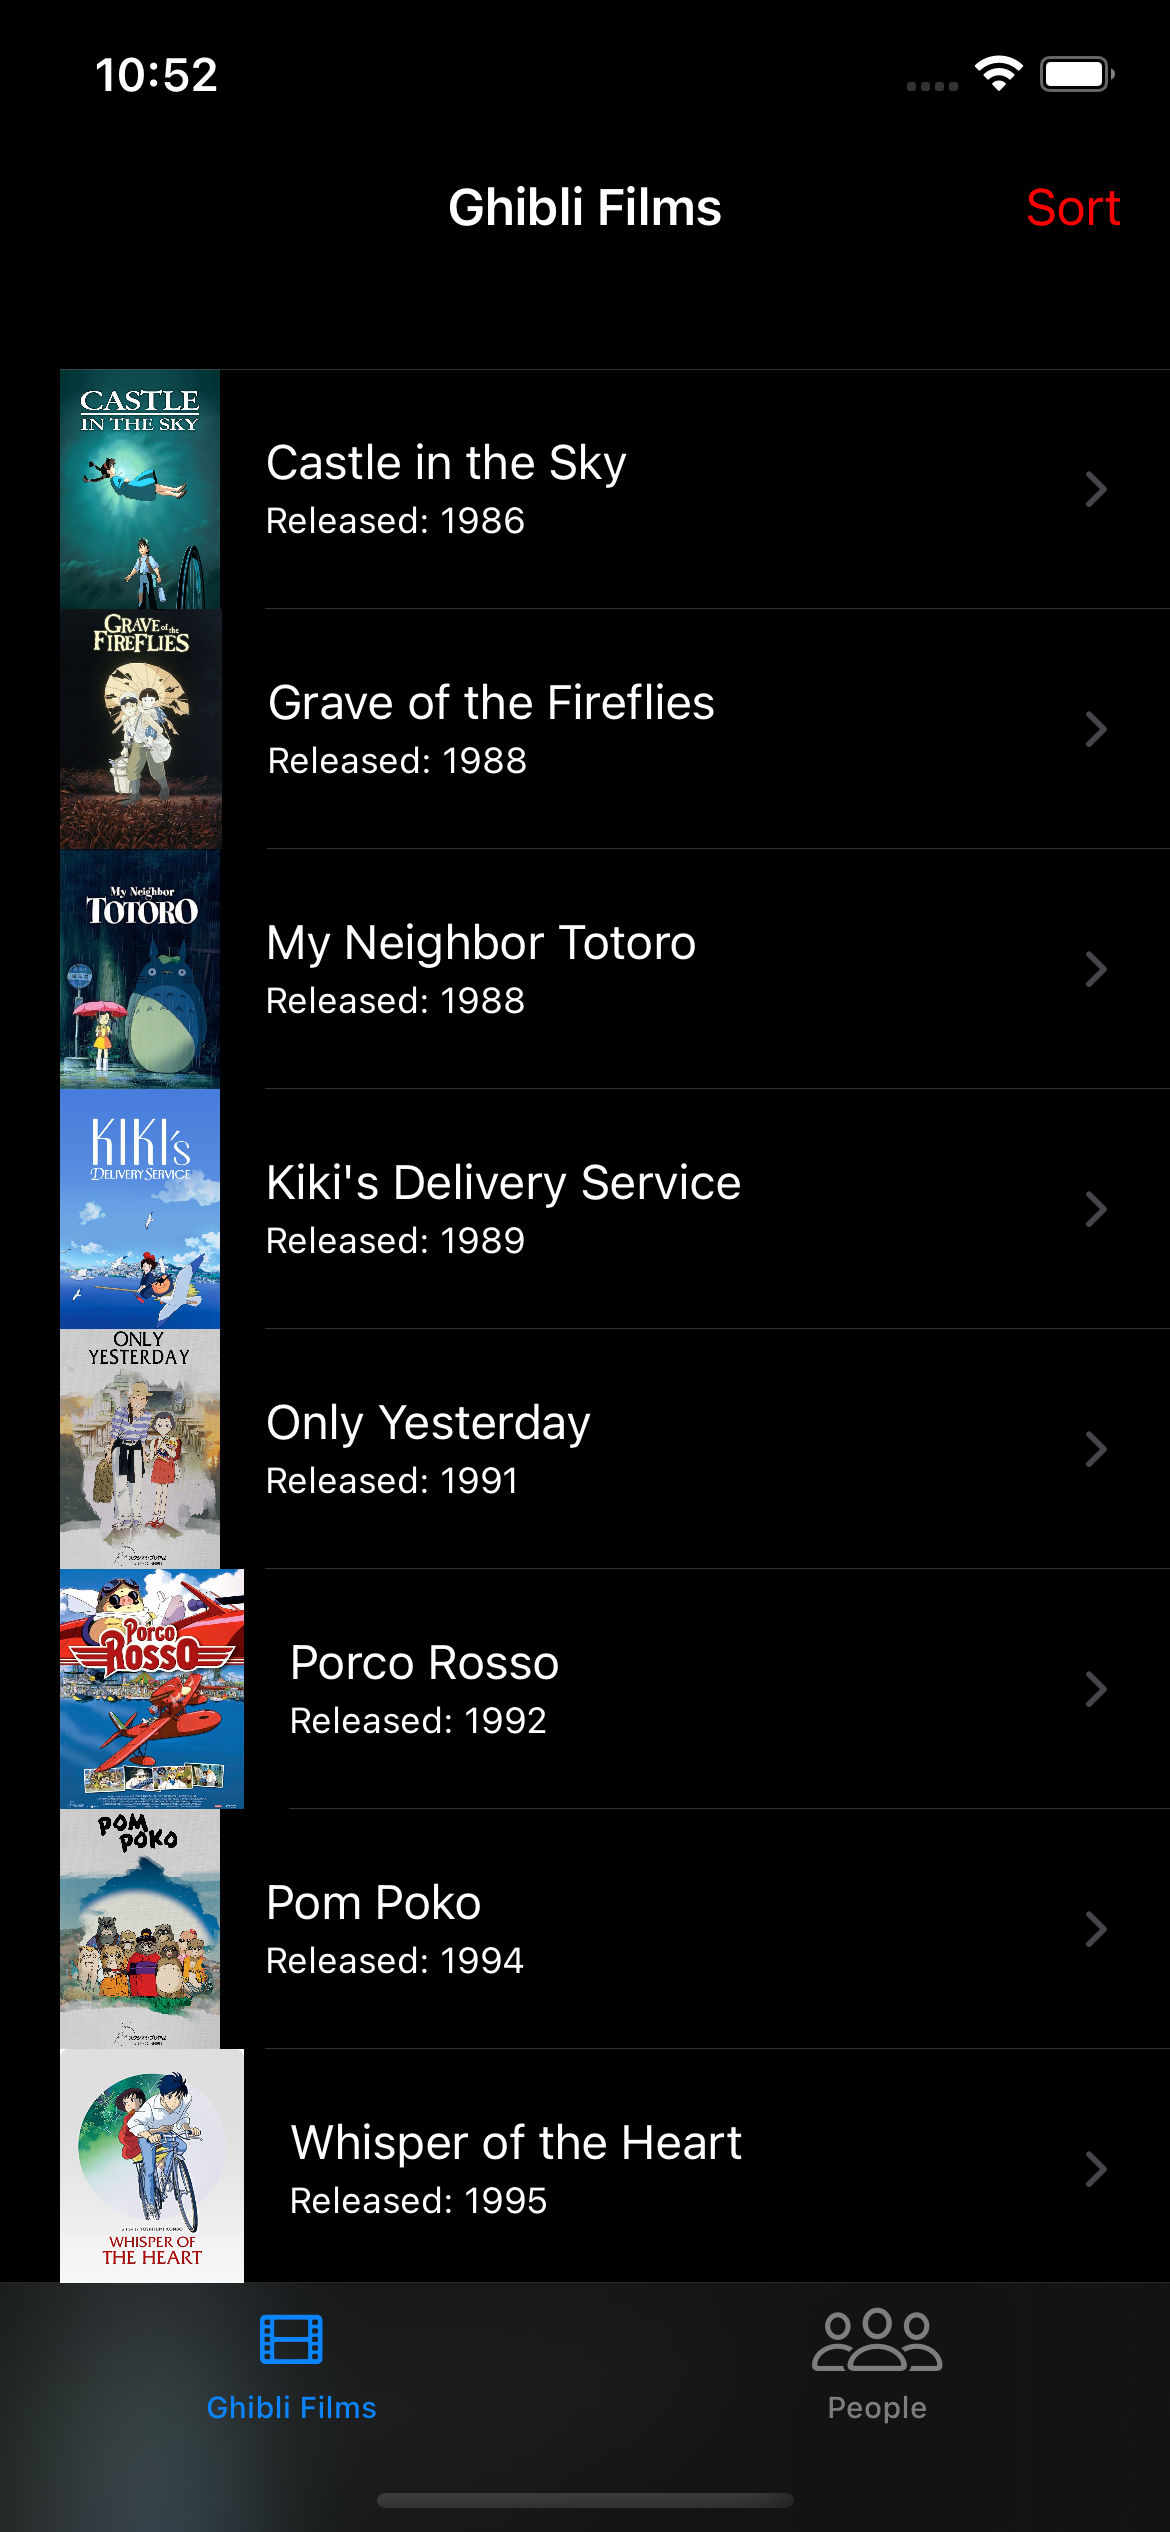 10:52
Ghibli Films
Sort
CASTLE
IN THE SKY
Castle in the Sky
Released: 1986
GRAVE of the
FIREFLIES
Grave of the Fireflies
Released: 1988
My Neighbor
TOTORO
My Neighbor Totoro
Released: 1988
KIKI's
DELIVERY SERVICE
Kiki's Delivery Service
Released: 1989
ONLY
YESTERDAY
Only Yesterday
Released: 1991
PORCO
ROSSO
Porco Rosso
Released: 1992
POM
POKO
Pom Poko
Released: 1994
WHISPER OF
THE HEART
Whisper of the Heart
Released: 1995
Ghibli Films
People